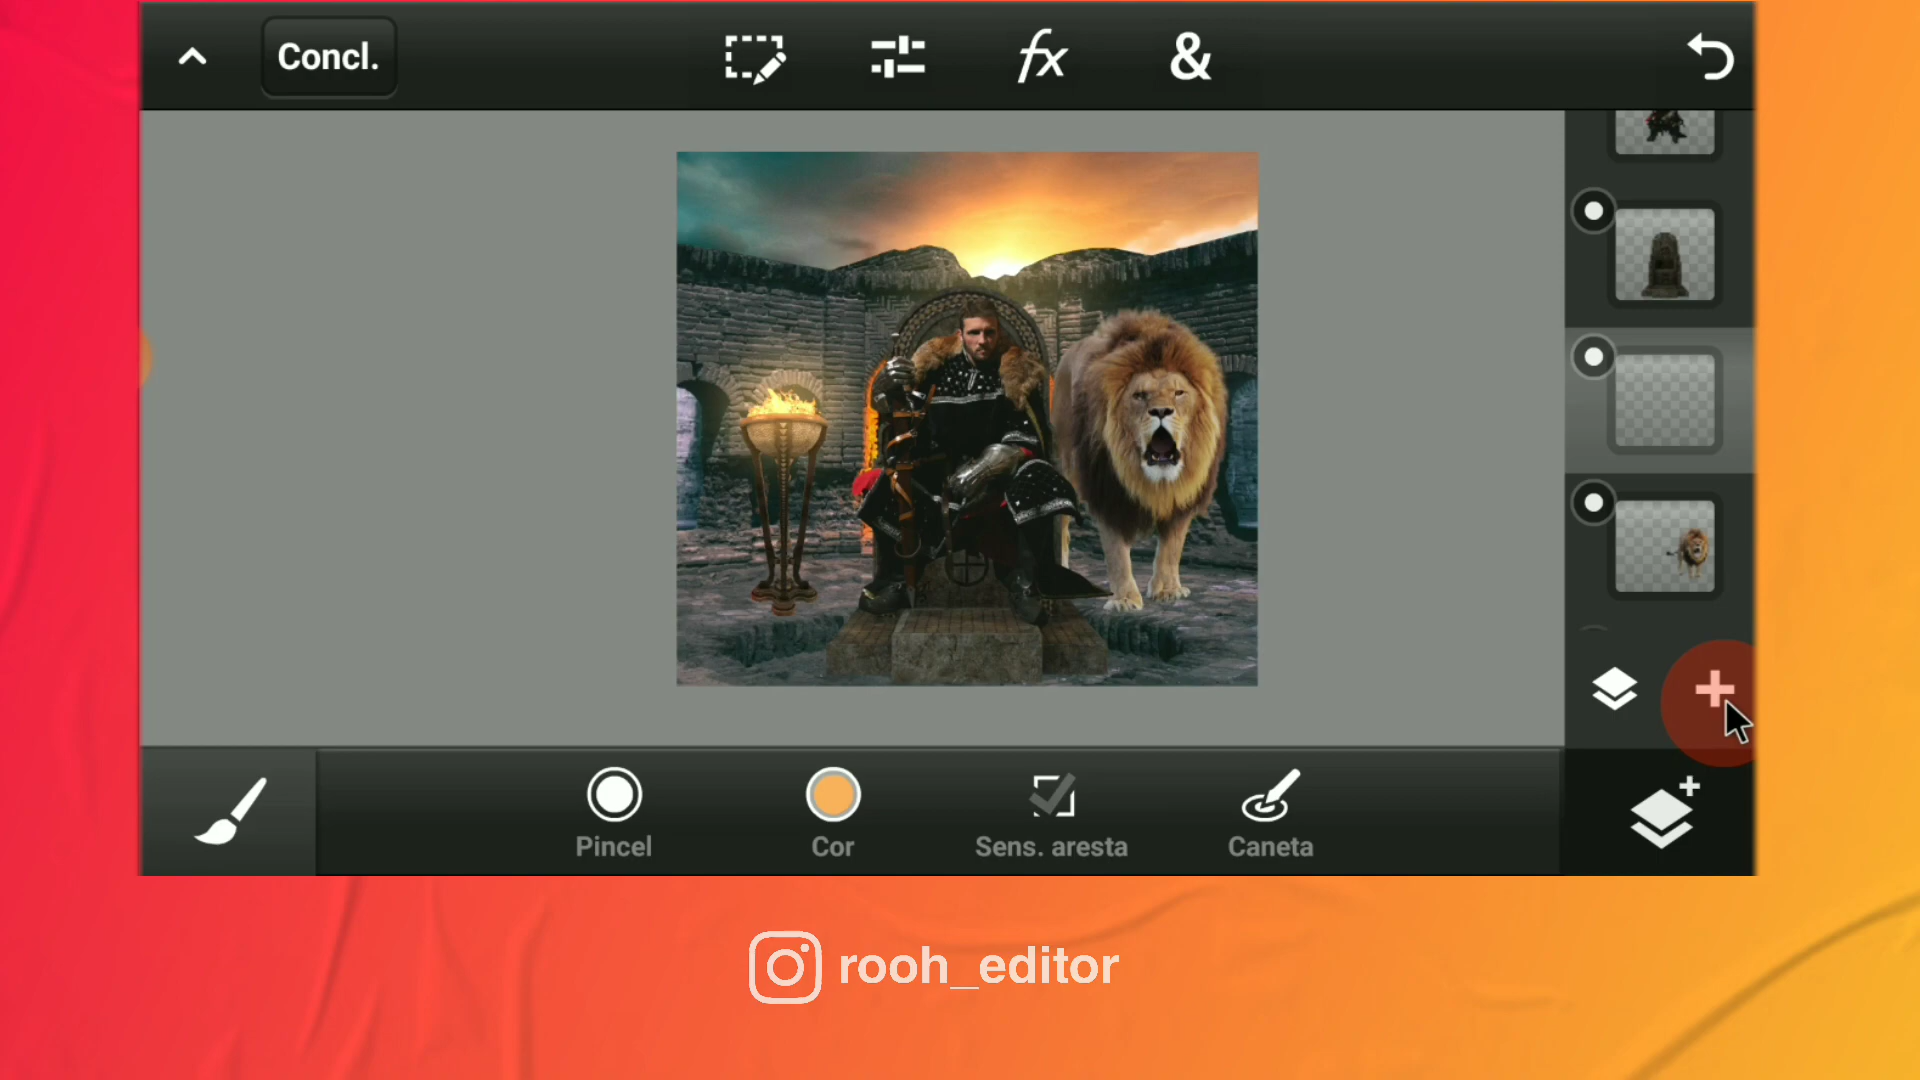 Concl.
fx
&
Pincel
Cor
Sens. aresta
Caneta
rooh_editor